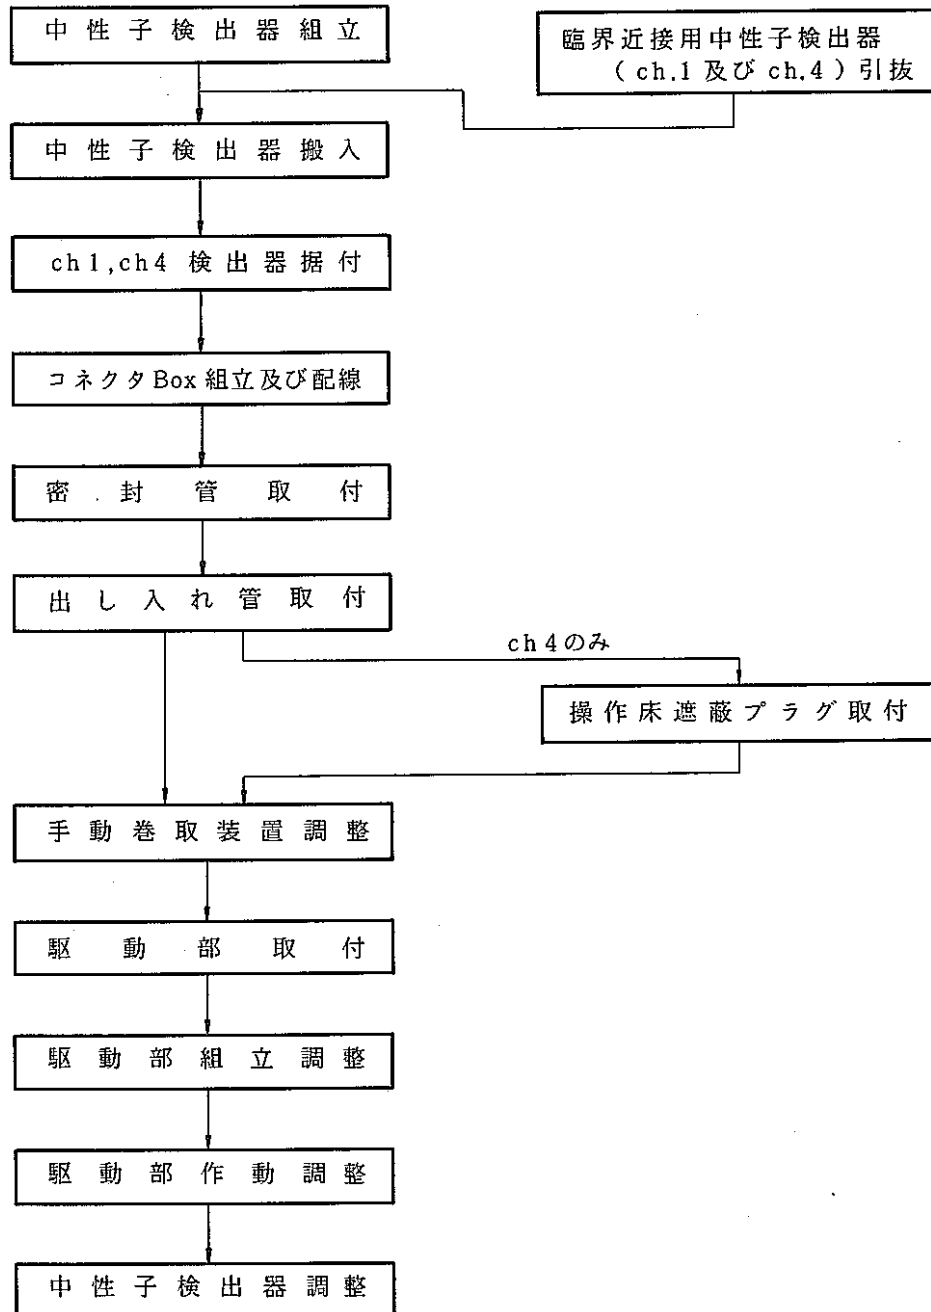 中性子検出器組立
臨界近接用中性子検出器
(ch.1及びch.4)引抜
中性子検出器搬入
ch1,ch4 検出器据付
コネクタBox組立及び配線
密封管取付
出し入れ管取付
ch4のみ
操作床遮蔽プラグ取付
手動巻取装置調整
駆動部取付
駆動部組立調整
駆動部作動調整
中性子検出器調整